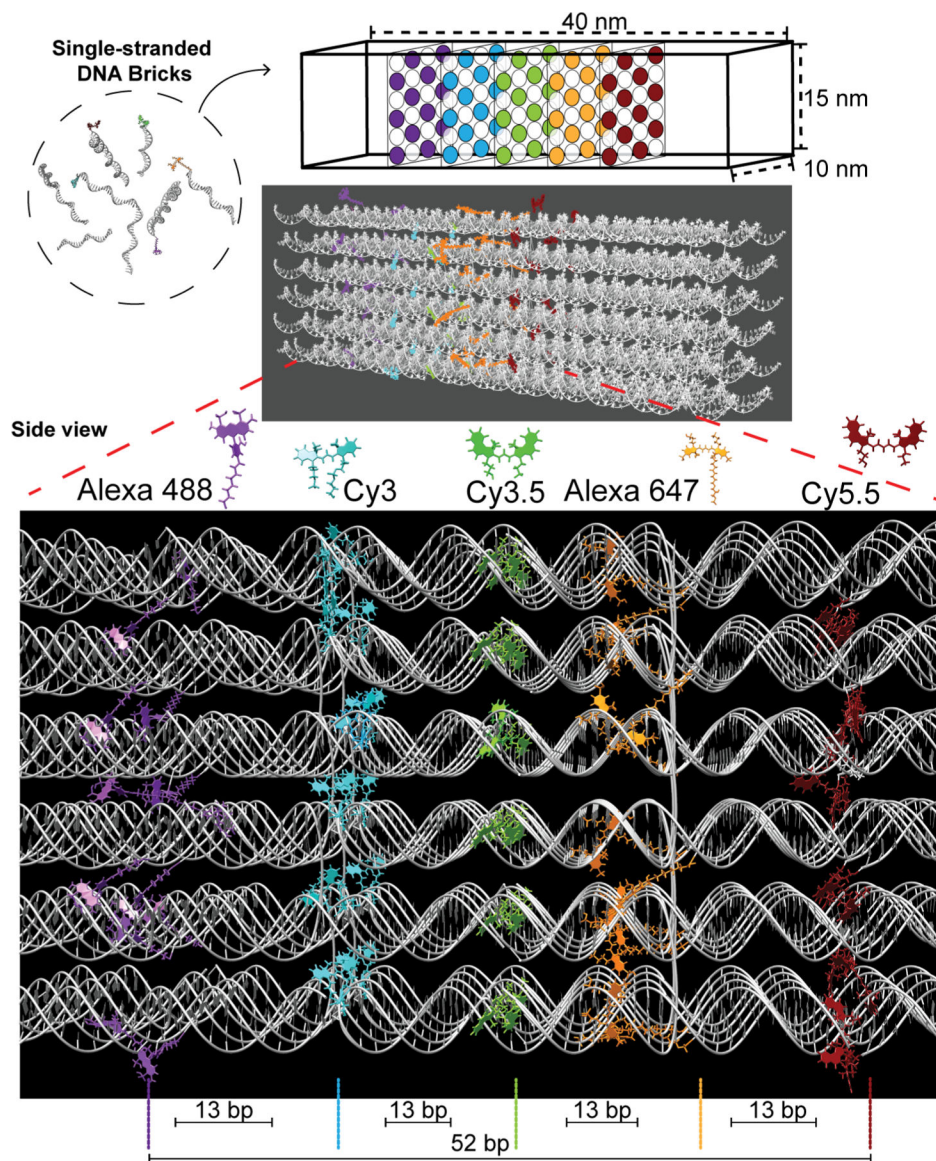 Single-stranded
DNA Bricks
40 nm
15 nm
10 nm
Side view
Alexa 488
Cy3
Cy3.5
Alexa 647
Cy5.5
13 bp
13 bp
13 bp
13 bp
52 bp